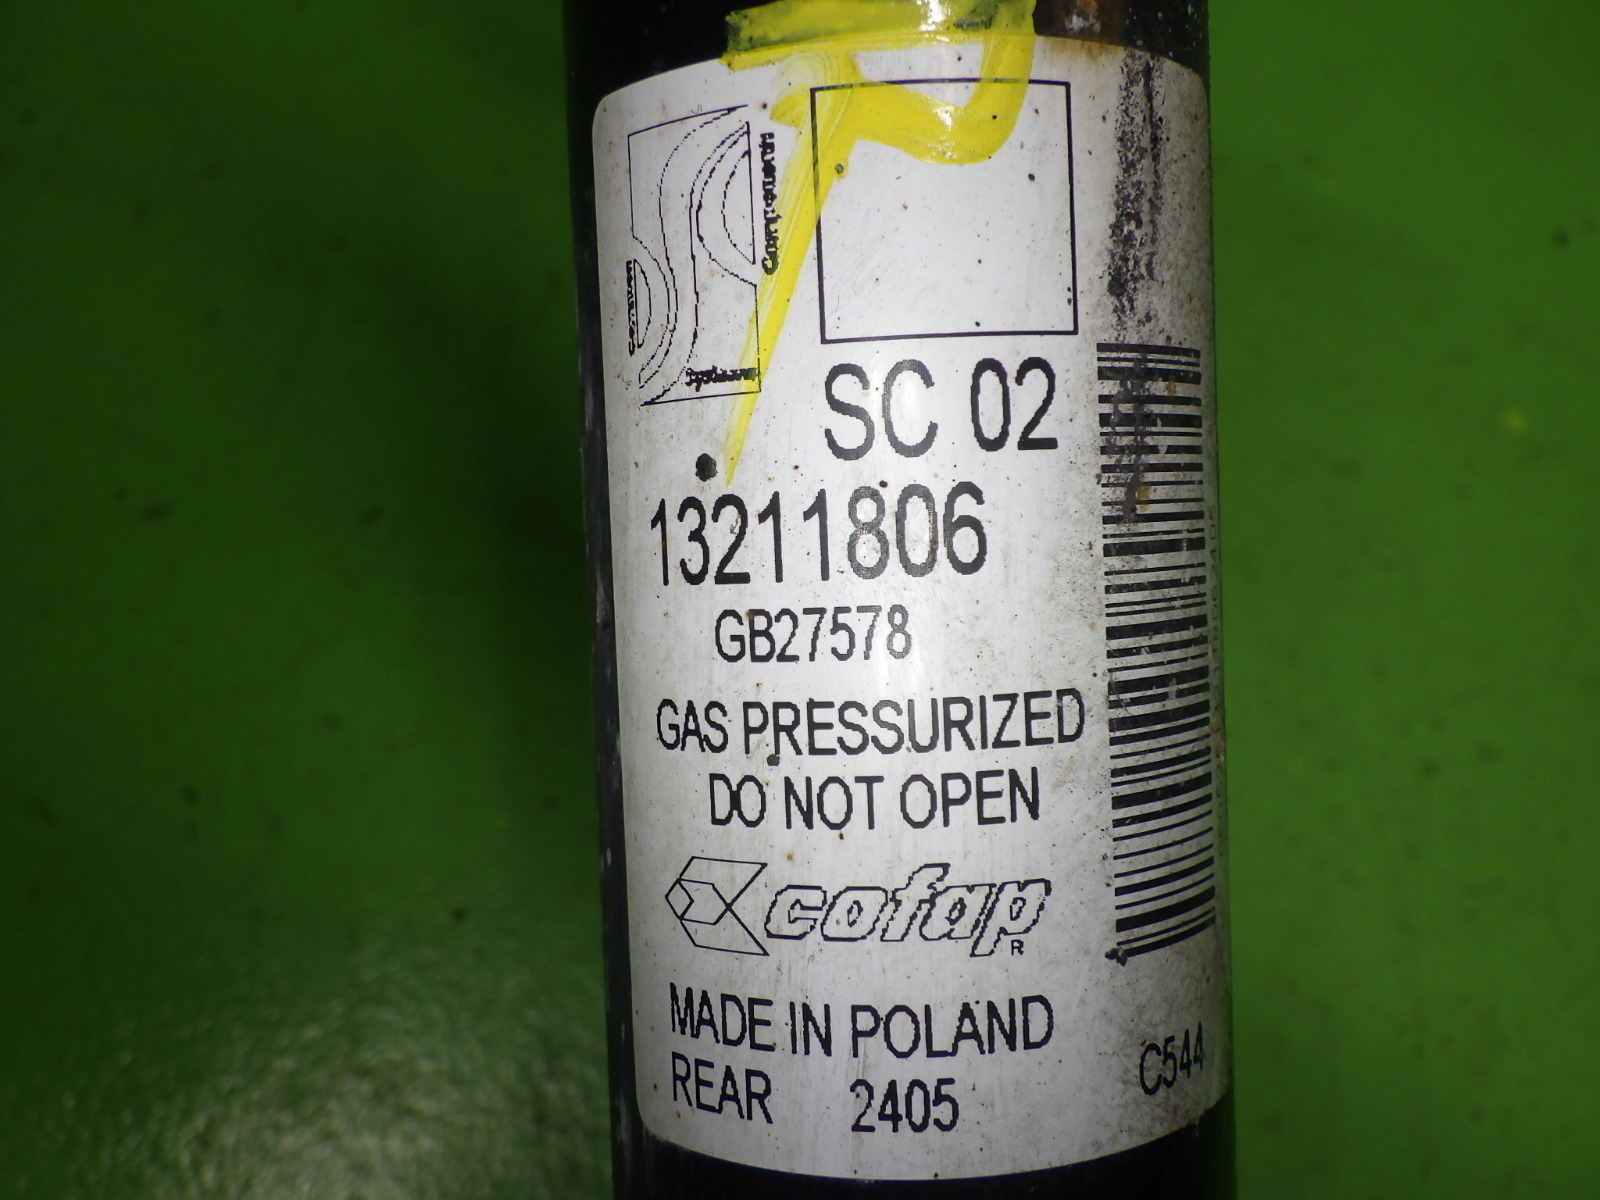 SC 02
13211806
GB27578
GAS PRESSURIZED
DO NOT OPEN
cofap
R
MADE IN POLAND
REAR 2405
C544